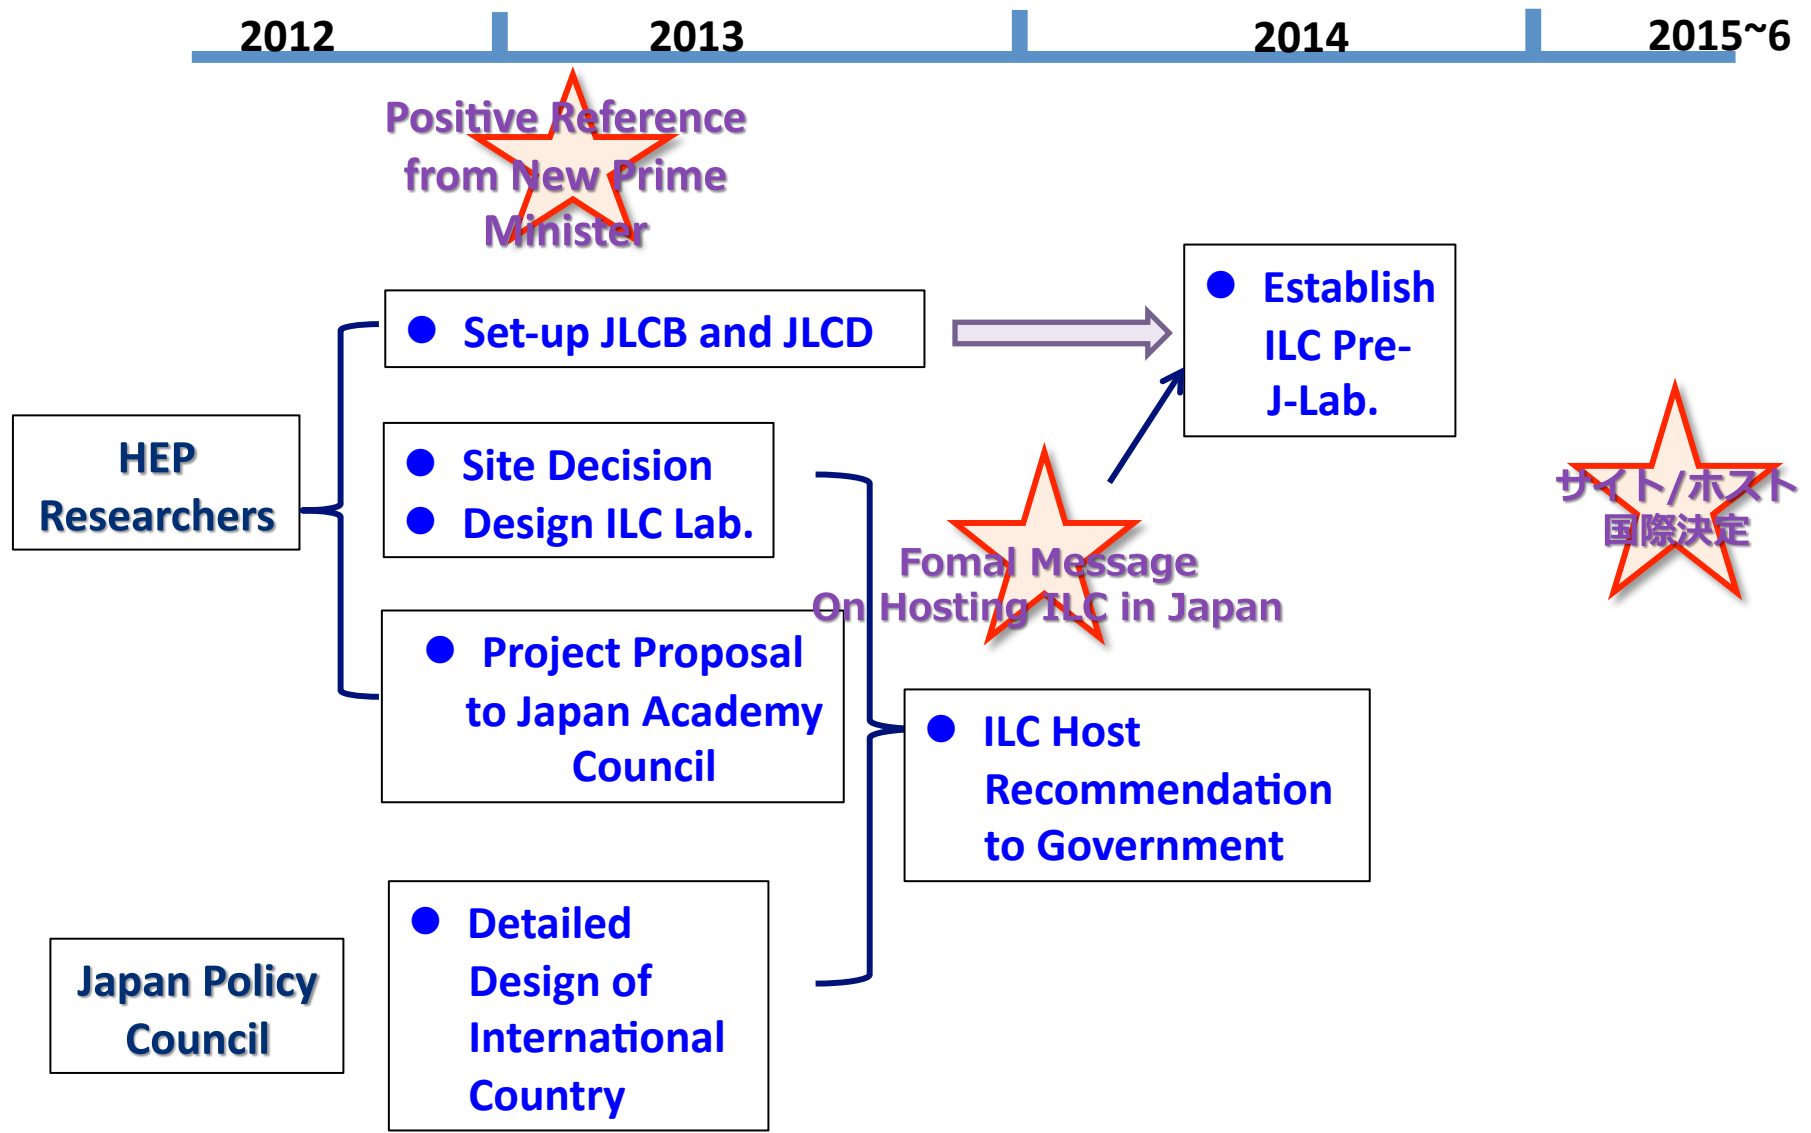 2012
2013
2014
2015~6
Positive Reference
from New Prime
Minister
● Establish
ILC Pre-
J-Lab.
● Set-up JLCB and JLCD
HEP
Researchers
● Site Decision
● Design ILC Lab.
サイト/ホスト
国際決定
Fomal Message
On Hosting ILC in Japan
● Project Proposal
to Japan Academy
Council
● ILC Host
Recommendation
to Government
● Detailed
Design of
International
Country
Japan Policy
Council